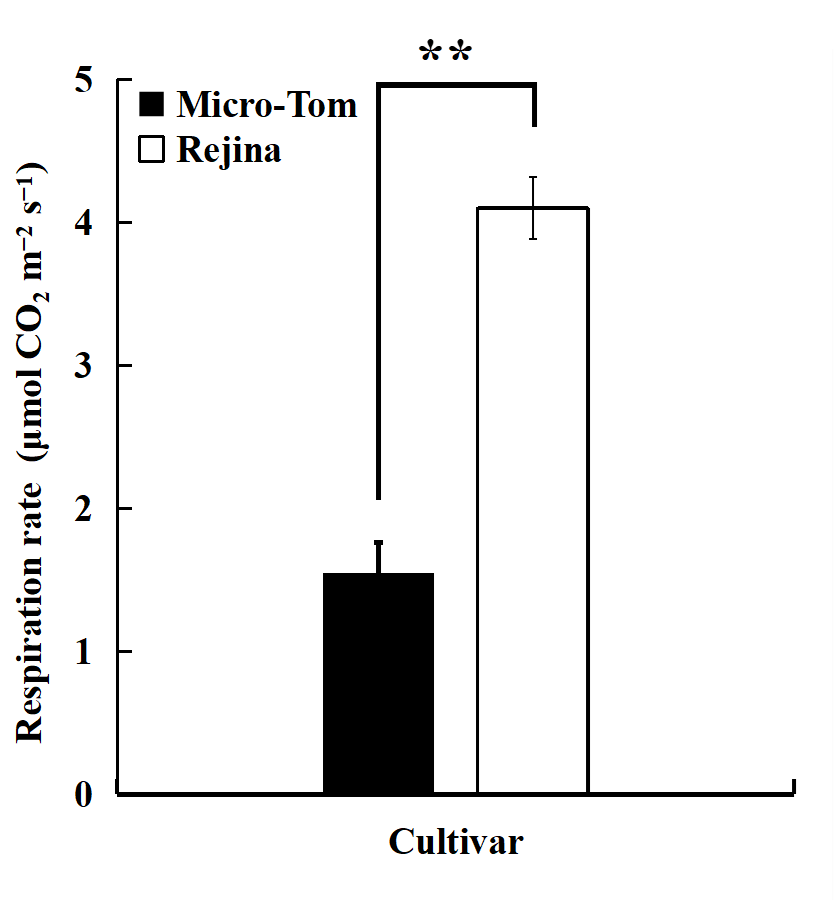 **
5
Micro-Tom
Rejina
4
3
2
1
0
Respiration rate (μmol CO₂ m⁻² s⁻¹)
Cultivar